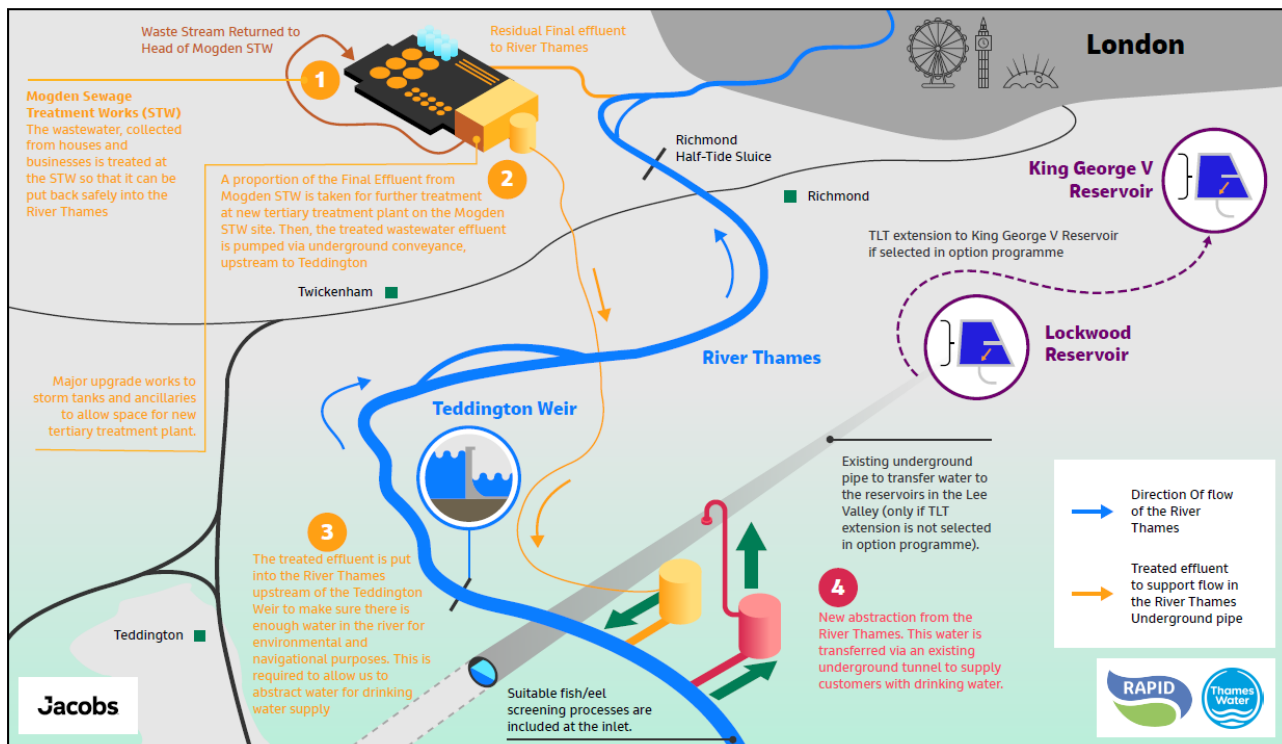 Waste Stream Returned to
Head of Mogden STW
Residual Final effluent
to River Thames
London
1
Mogden Sewage
Treatment Works (STW)
The wastewater, collected
from houses and
businesses is treated at
the STW so that it can be
put back safely into the
River Thames
2
A proportion of the Final Effluent from
Mogden STW is taken for further treatment
at new tertiary treatment plant on the Mogden
STW site. Then, the treated wastewater effluent
is pumped via underground conveyance,
upstream to Teddington
Richmond
Half-Tide Sluice
Richmond
King George V
Reservoir
TLT extension to King George V Reservoir
if selected in option programme
Twickenham
Lockwood
Reservoir
River Thames
Major upgrade works to
storm tanks and ancillaries
to allow space for new
tertiary treatment plant.
Teddington Weir
Existing underground
pipe to transfer water to
the reservoirs in the Lee
Valley (only if TLT
extension is not selected
in option programme).
3
The treated effluent is put
into the River Thames
upstream of the Teddington
Weir to make sure there is
enough water in the river for
environmental and
navigational purposes. This is
required to allow us to
abstract water for drinking
water supply
4
New abstraction from the
River Thames. This water is
transferred via an existing
underground tunnel to supply
customers with drinking water.
Direction Of flow
of the River
Thames
Treated effluent
to support flow in
the River Thames
Underground pipe
Teddington
Suitable fish/eel
screening processes are
included at the inlet.
Jacobs
RAPID
Thames
Water